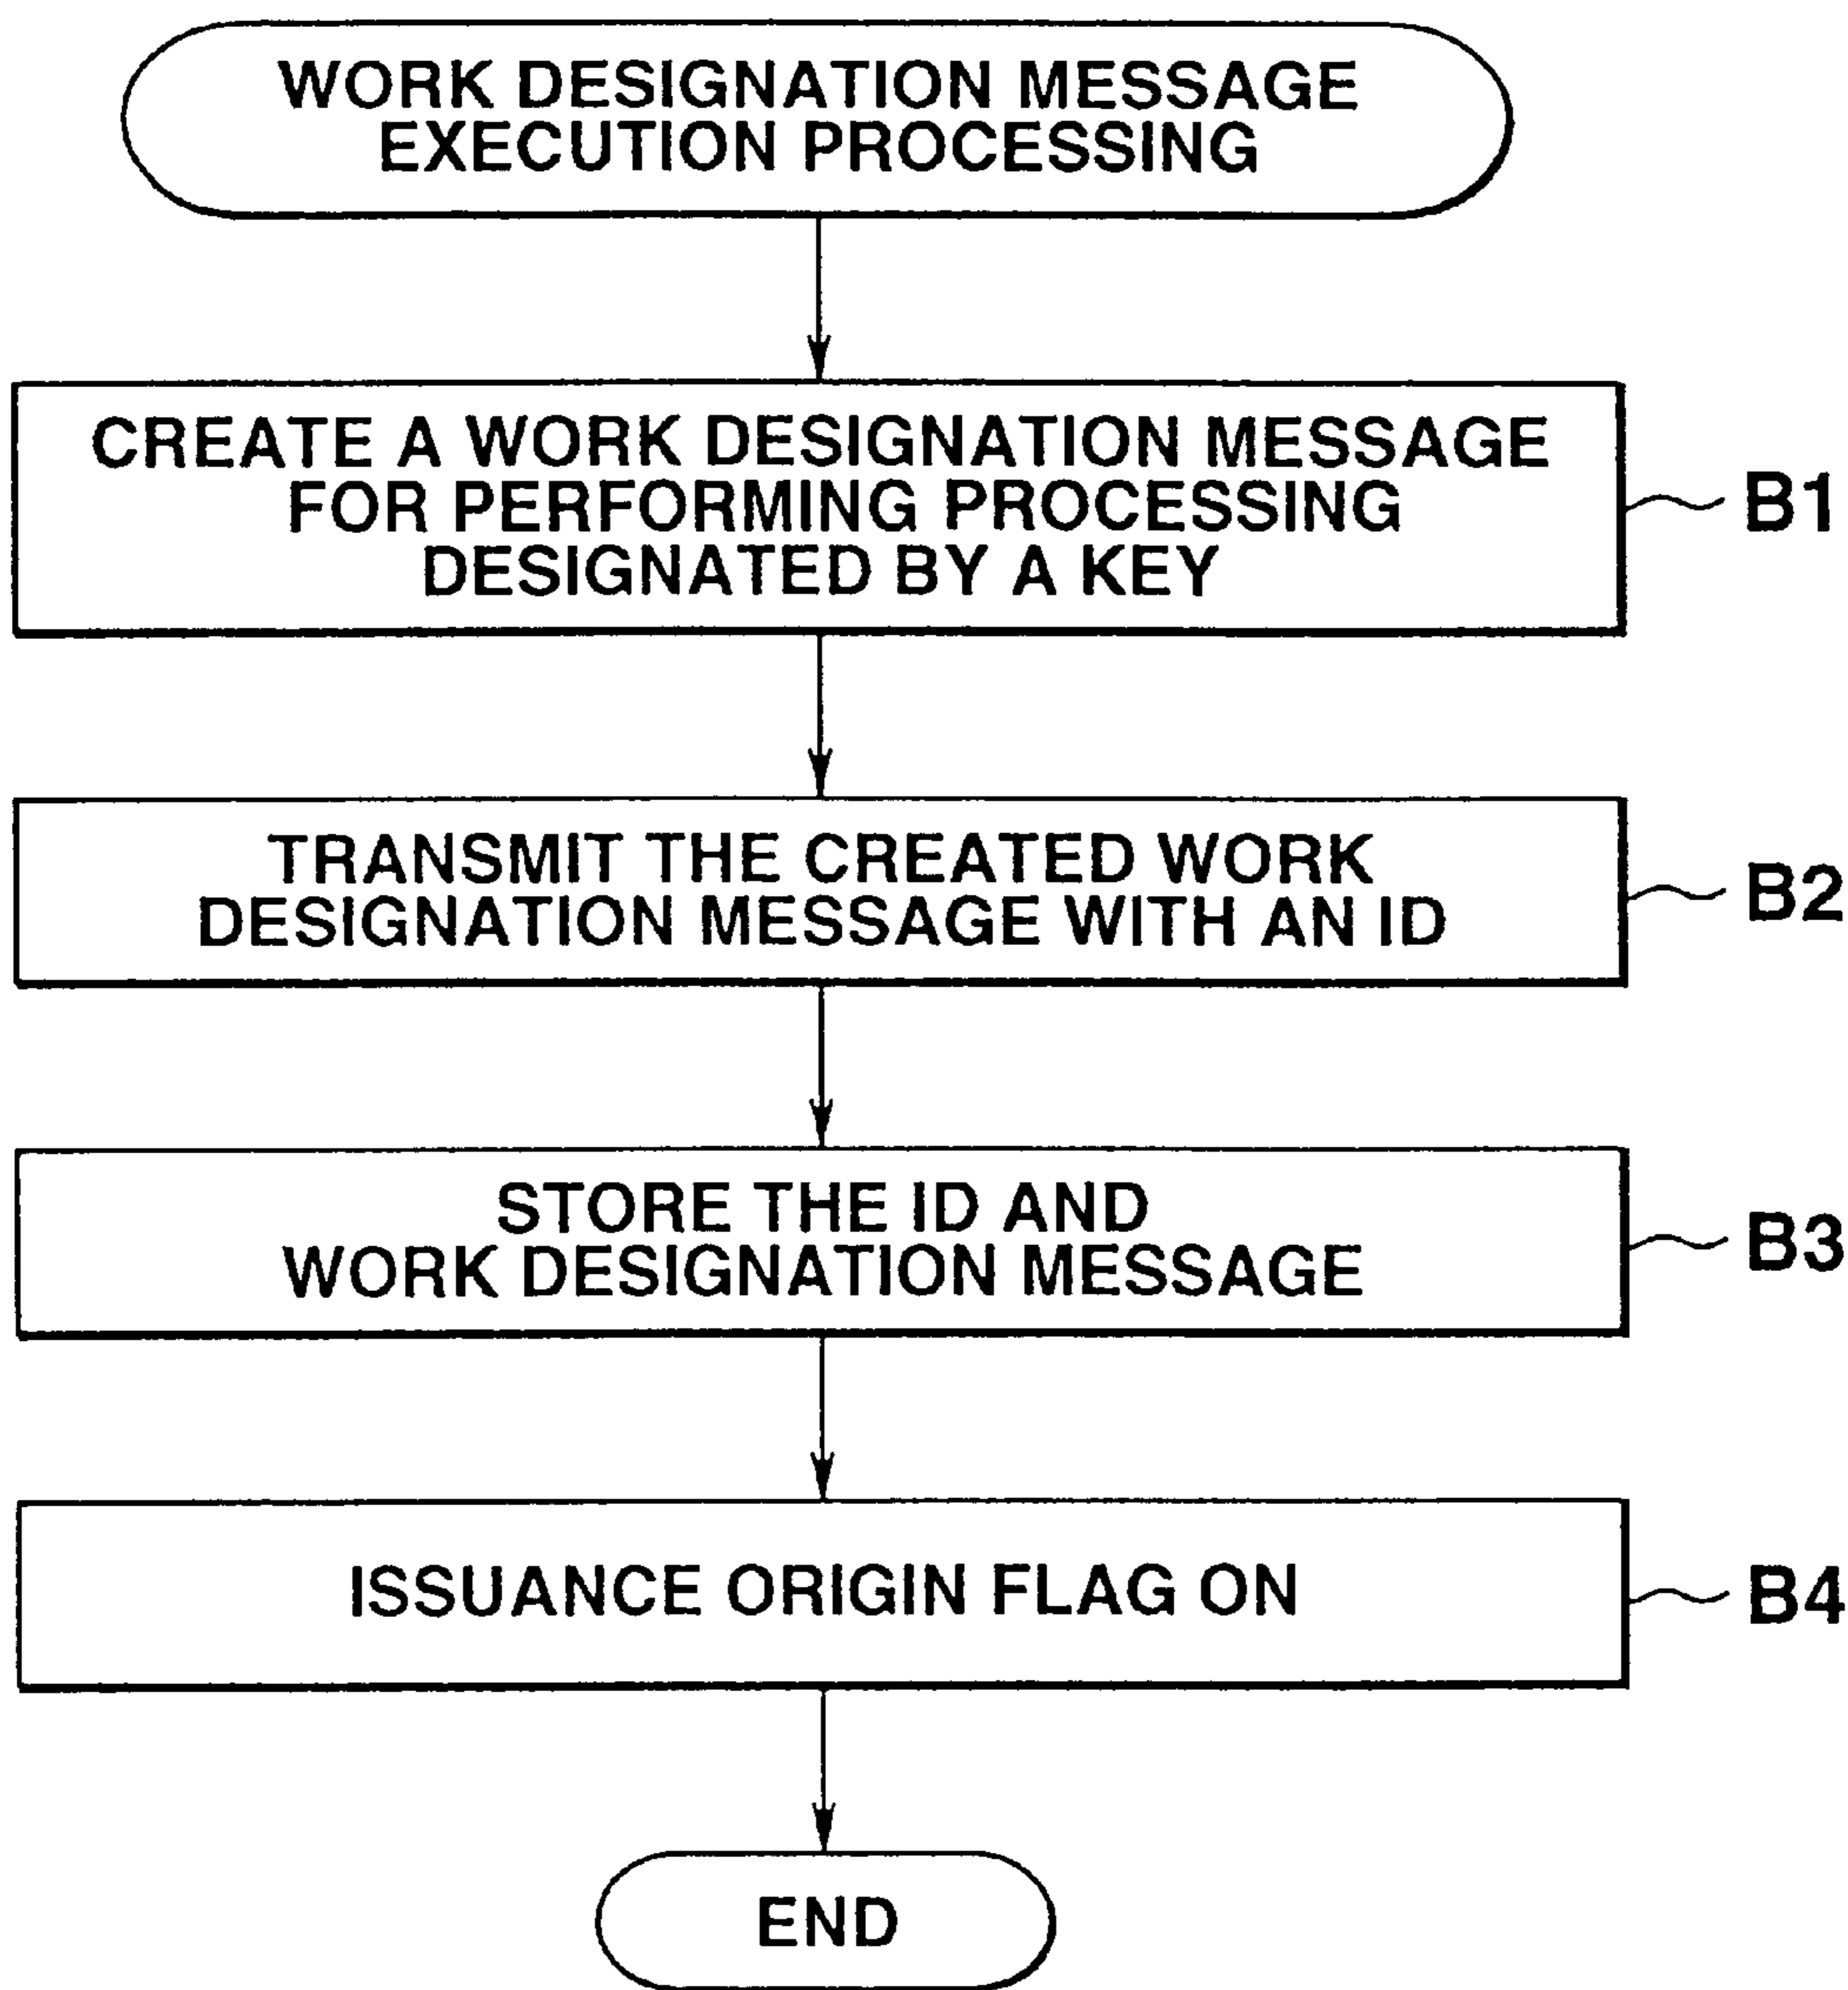 WORK DESIGNATION MESSAGE
EXECUTION PROCESSING
CREATE A WORK DESIGNATION MESSAGE
FOR PERFORMING PROCESSING
DESIGNATED BY A KEY
B1
TRANSMIT THE CREATED WORK
DESIGNATION MESSAGE WITH AN ID
B2
STORE THE ID AND
WORK DESIGNATION MESSAGE
B3
ISSUANCE ORIGIN FLAG ON
B4
END